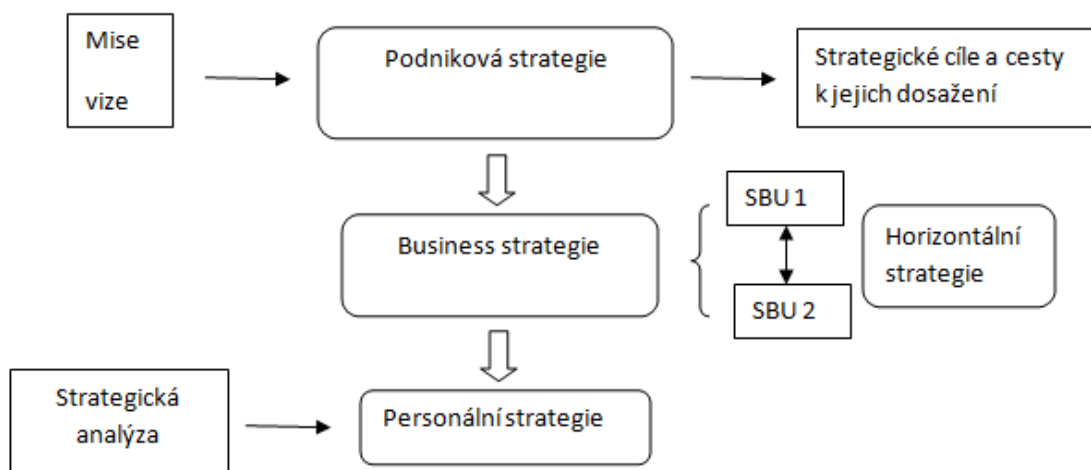 Mise
vize
Podniková strategie
Strategické cíle a cesty
k jejich dosažení
Business strategie
SBU 1
SBU 2
Horizontální
strategie
Strategická
analýza
Personální strategie